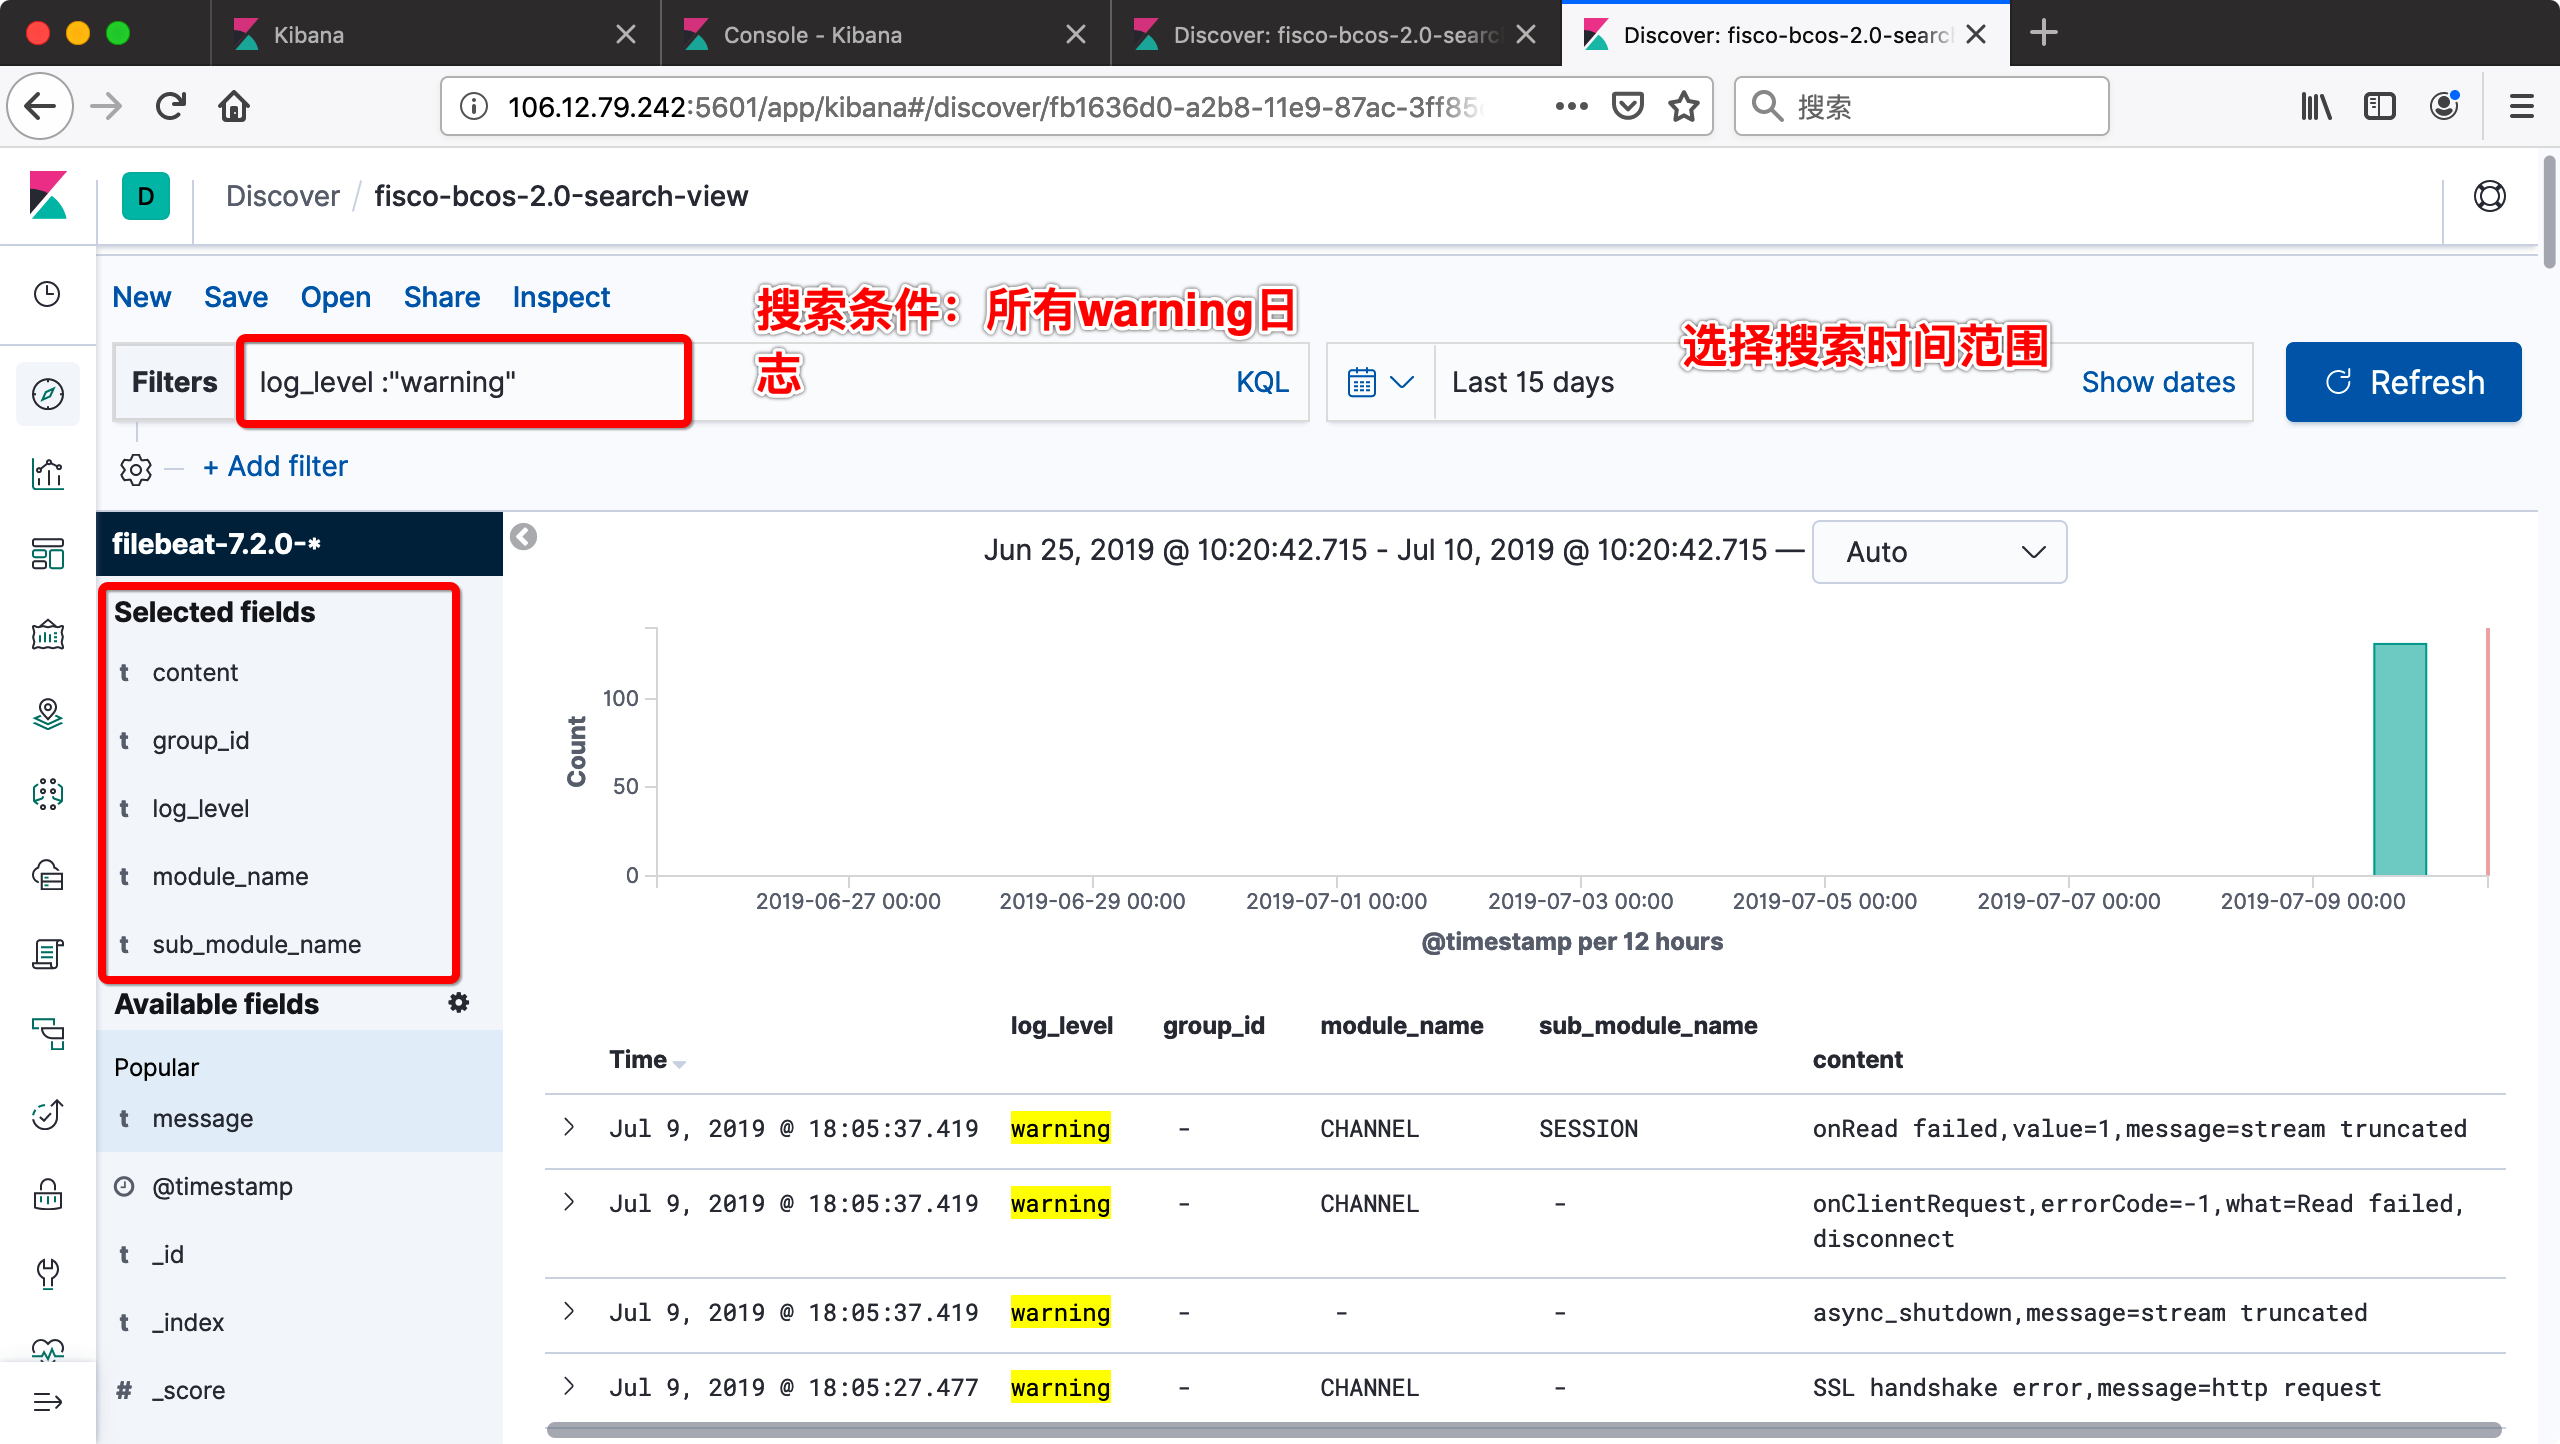 Kibana
Console - Kibana
Discover: fisco-bcos-2.0-searc
Discover: fisco-bcos-2.0-searc
106.12.79.242:5601/app/kibana#/discover/fb1636d0-a2b8-11e9-87ac-3ff85
搜索
D
Discover / fisco-bcos-2.0-search-view
New Save Open Share Inspect
搜索条件：所有warning日
志
选择搜索时间范围
Filters log_level :"warning" KQL Last 15 days Show dates Refresh
+ Add filter
filebeat-7.2.0-*
Jun 25, 2019 @ 10:20:42.715 - Jul 10, 2019 @ 10:20:42.715 — Auto
Selected fields
t content
t group_id
t log_level
t module_name
t sub_module_name
Available fields
Popular
t message
@timestamp
t _id
t _index
# _score
Count
100
50
0
2019-06-27 00:00 2019-06-29 00:00 2019-07-01 00:00 2019-07-03 00:00 2019-07-05 00:00 2019-07-07 00:00 2019-07-09 00:00
@timestamp per 12 hours
Time log_level group_id module_name sub_module_name content
Jul 9, 2019 @ 18:05:37.419 warning - CHANNEL SESSION onRead failed,value=1,message=stream truncated
Jul 9, 2019 @ 18:05:37.419 warning - CHANNEL - onClientRequest,errorCode=-1,what=Read failed,
disconnect
Jul 9, 2019 @ 18:05:37.419 warning - - - async_shutdown,message=stream truncated
Jul 9, 2019 @ 18:05:27.477 warning - CHANNEL - SSL handshake error,message=http request